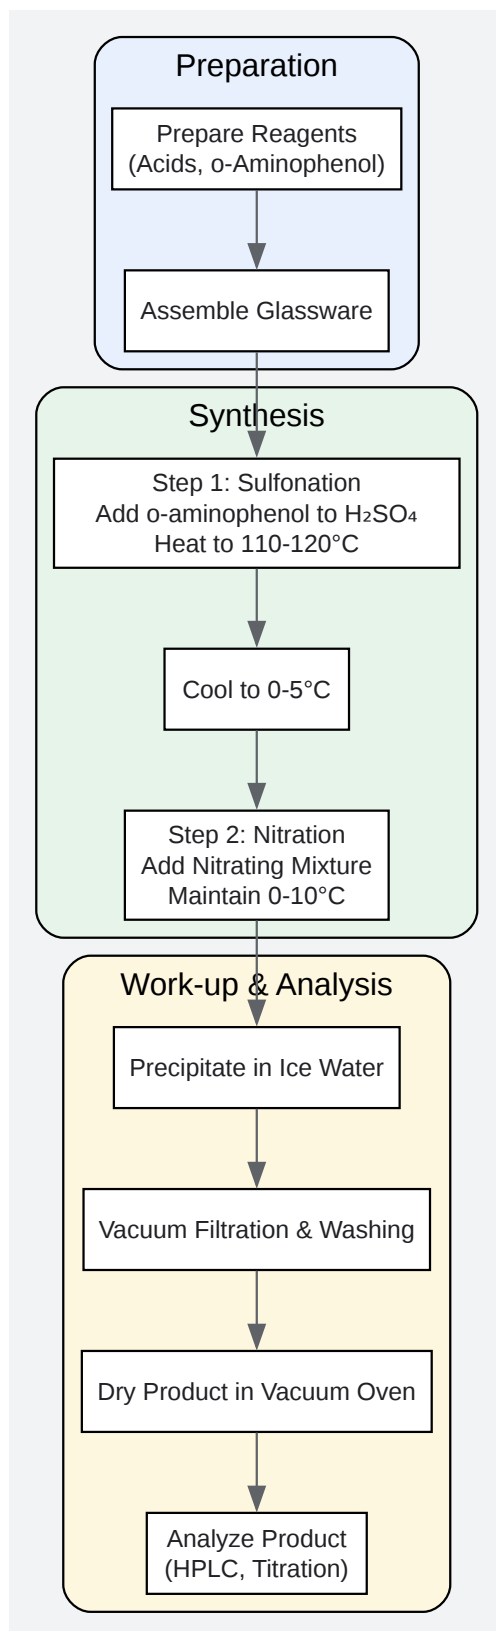 Preparation
Prepare Reagents
(Acids, o-Aminophenol)
Assemble Glassware
Synthesis
Step 1: Sulfonation
Add o-aminophenol to H₂SO₄
Heat to 110-120°C
Cool to 0-5°C
Step 2: Nitration
Add Nitrating Mixture
Maintain 0-10°C
Work-up & Analysis
Precipitate in Ice Water
Vacuum Filtration & Washing
Dry Product in Vacuum Oven
Analyze Product
(HPLC, Titration)